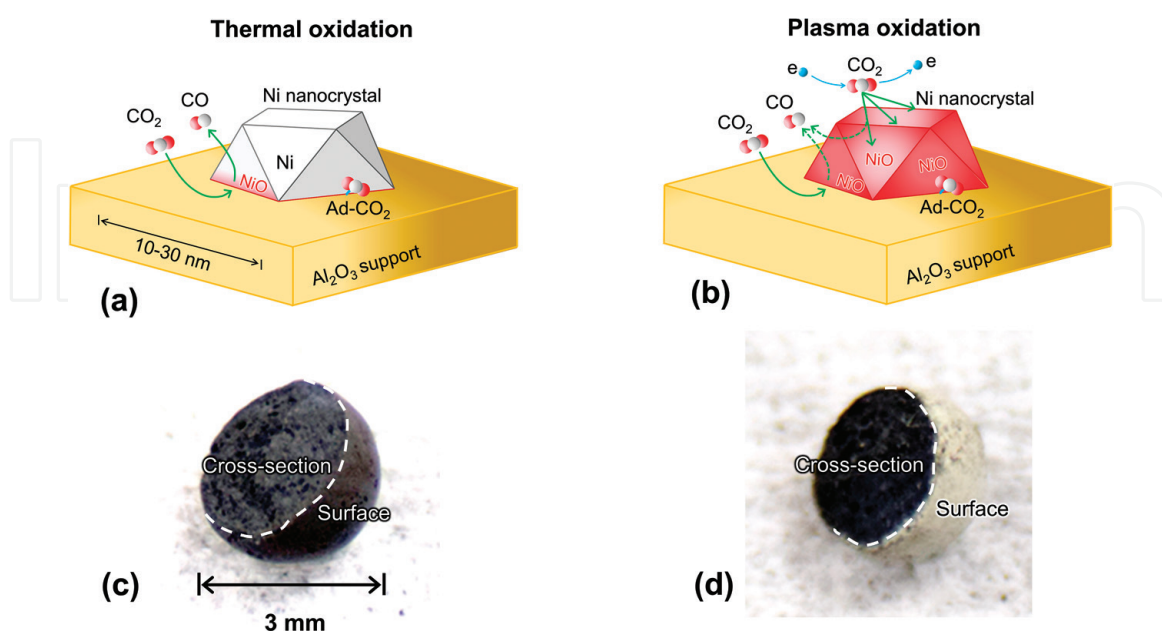 Thermal oxidation
CO₂
CO
Ni nanocrystal
Ni
NiO
Ad-CO₂
10-30 nm
Al₂O₃ support
(a)
Plasma oxidation
e
CO₂
e
Ni nanocrystal
CO
CO₂
NiO
NiO
NiO
Ad-CO₂
Al₂O₃ support
(b)
Cross-section
Surface
(c)
3 mm
Cross-section
Surface
(d)